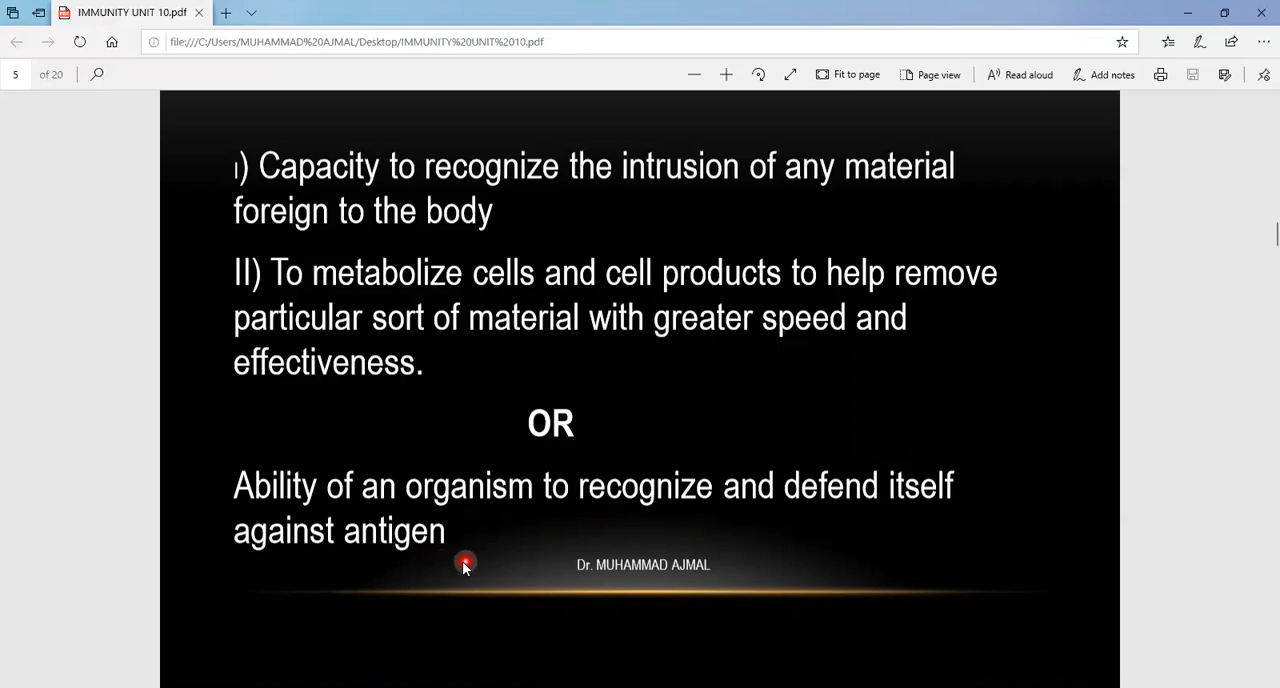 IMMUNITY UNIT 10.pdf
file:///C:/Users/MUHAMMAD%20AJMAL/Desktop/IMMUNITY%20UNIT%2010.pdf
5 of 20 Fit to page Page view Read aloud Add notes
ı) Capacity to recognize the intrusion of any material
foreign to the body
II) To metabolize cells and cell products to help remove
particular sort of material with greater speed and
effectiveness.
OR
Ability of an organism to recognize and defend itself
against antigen
Dr. MUHAMMAD AJMAL